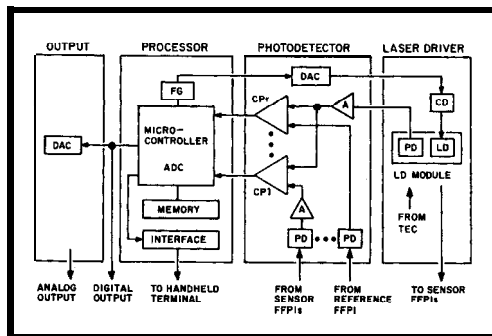 OUTPUT
PROCESSOR
PHOTODETECTOR
LASER DRIVER
FG
DAC
CD
CPr
A
PD
LD
LD MODULE
DAC
MICRO-
CONTROLLER
ADC
CP1
A
MEMORY
INTERFACE
PD
PD
FROM
TEC
ANALOG
OUTPUT
DIGITAL
OUTPUT
TO HANDHELD
TERMINAL
FROM
SENSOR
FFPIs
FROM
REFERENCE
FFPI
TO SENSOR
FFPIs